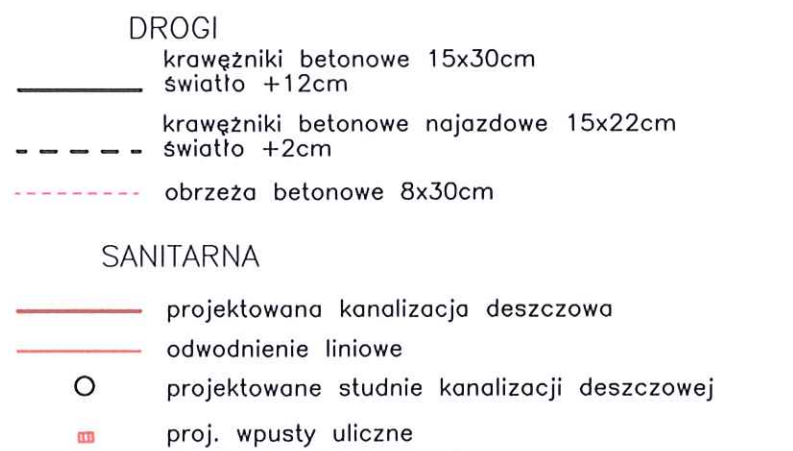 DROGI
krawężniki betonowe 15x30cm
światło +12cm
krawężniki betonowe najazdowe 15x22cm
światło +2cm
obrzeża betonowe 8x30cm
SANITARNA
projektowana kanalizacja deszczowa
odwodnienie liniowe
projektowane studnie kanalizacji deszczowej
proj. wpusty uliczne